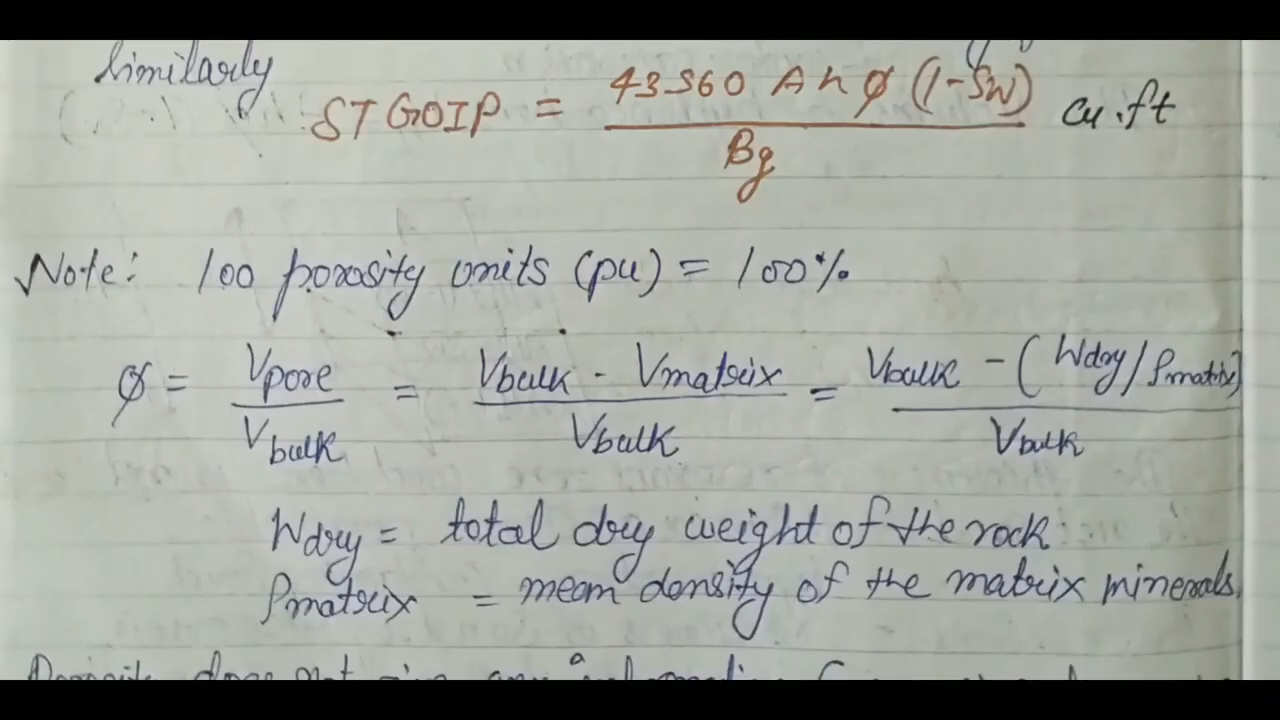 Similarly
STGOIP = 43560 A h φ (1-Sw) / Bg cu.ft
Note: 100 porosity units (pu) = 100%
φ = Vpore / Vbulk = Vbulk - Vmatrix / Vbulk = Vbulk - (Wdry/ρmatrix) / Vbulk
Wdry = total dry weight of the rock.
ρmatrix = mean density of the matrix minerals.